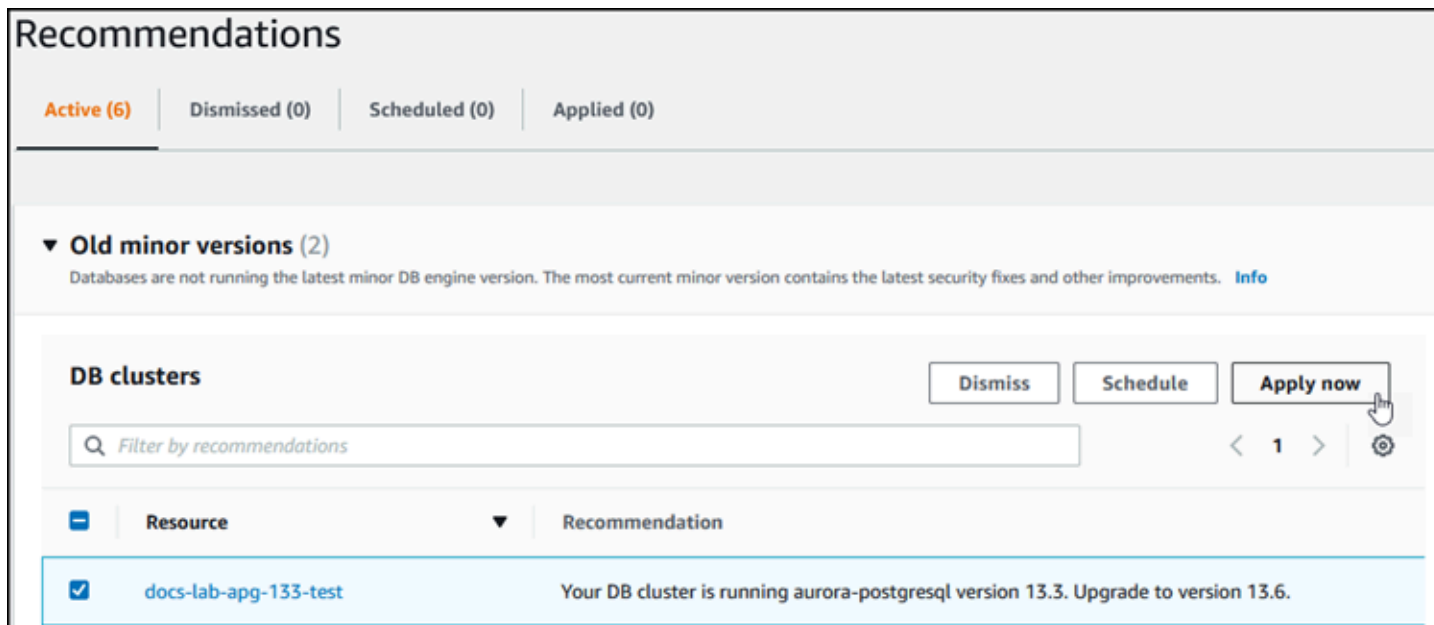 Recommendations
Active (6) Dismissed (0) Scheduled (0) Applied (0)
Old minor versions (2)
Databases are not running the latest minor DB engine version. The most current minor version contains the latest security fixes and other improvements. Info
DB clusters Dismiss Schedule Apply now
Filter by recommendations 1
Resource Recommendation
docs-lab-apg-133-test Your DB cluster is running aurora-postgresql version 13.3. Upgrade to version 13.6.